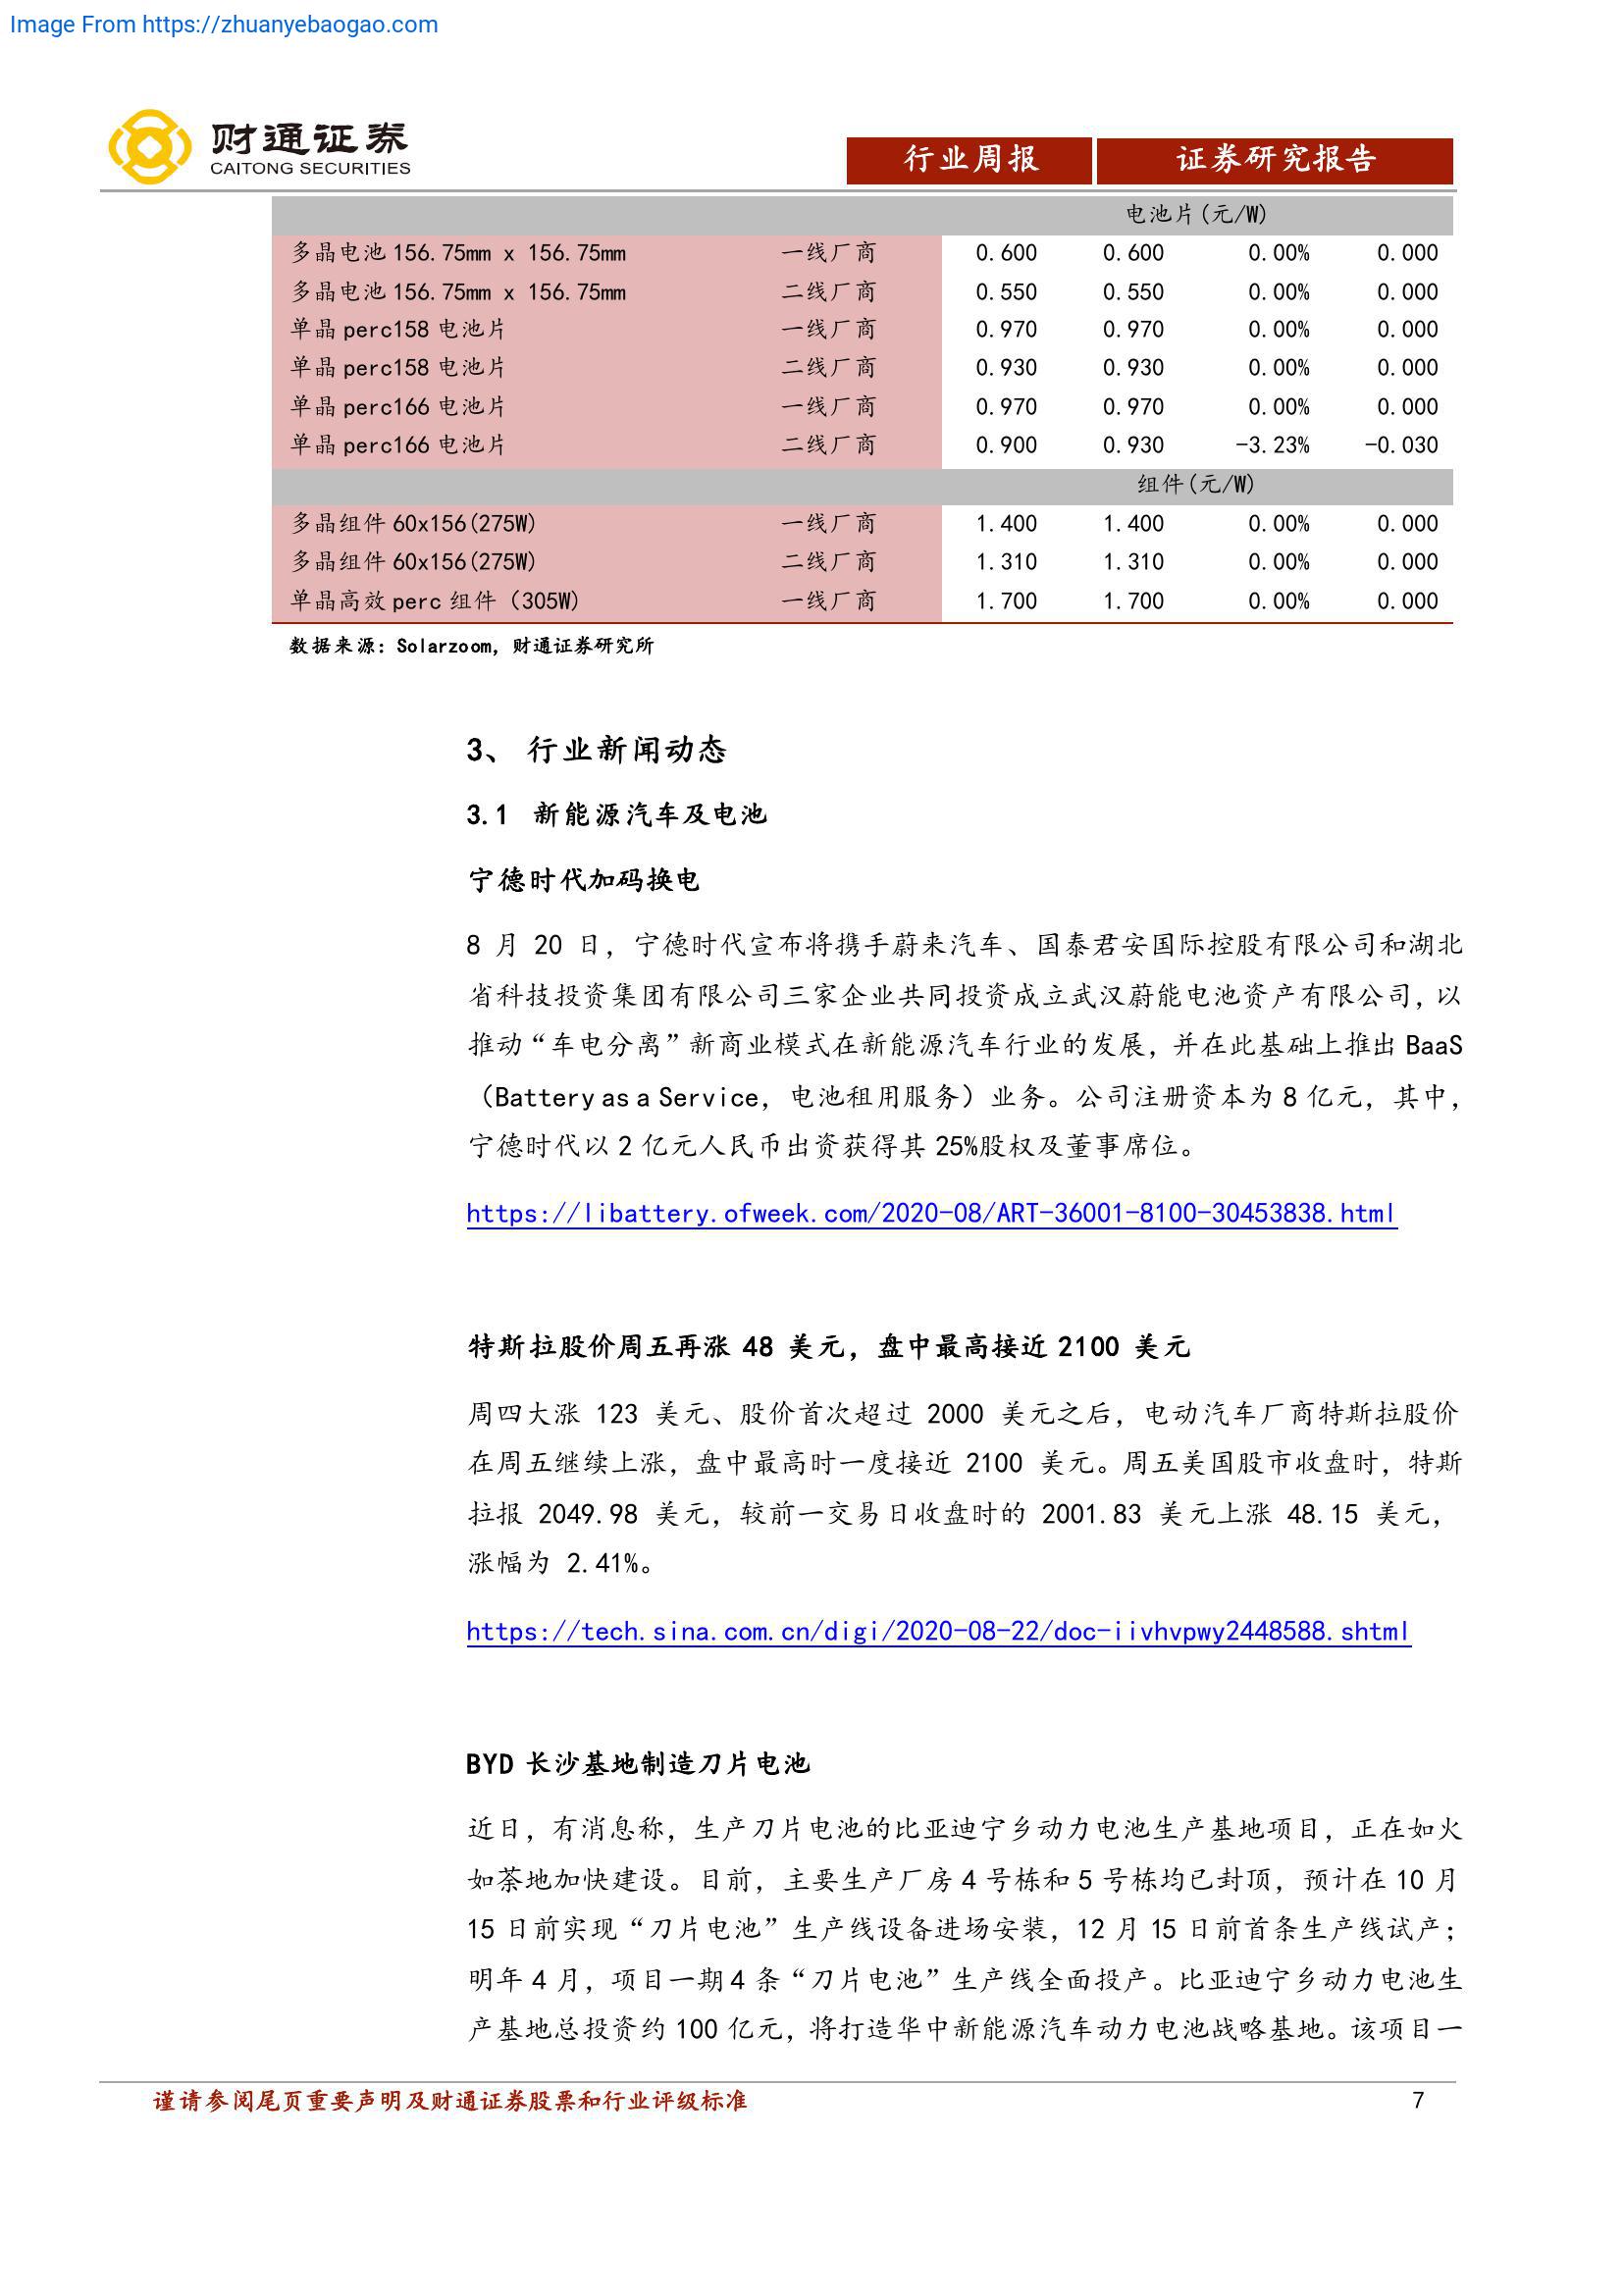 Image From https://zhuanyebaogao.com
财通证券
CAITONG SECURITIES
行业周报 证券研究报告
电池片(元/W)
多晶电池 156.75mm x 156.75mm 一线厂商 0.600 0.600 0.00% 0.000
多晶电池 156.75mm x 156.75mm 二线厂商 0.550 0.550 0.00% 0.000
单晶 perc158 电池片 一线厂商 0.970 0.970 0.00% 0.000
单晶 perc158 电池片 二线厂商 0.930 0.930 0.00% 0.000
单晶 perc166 电池片 一线厂商 0.970 0.970 0.00% 0.000
单晶 perc166 电池片 二线厂商 0.900 0.930 -3.23% -0.030
组件(元/W)
多晶组件 60x156(275W) 一线厂商 1.400 1.400 0.00% 0.000
多晶组件 60x156(275W) 二线厂商 1.310 1.310 0.00% 0.000
单晶高效 perc 组件（305W） 一线厂商 1.700 1.700 0.00% 0.000
数据来源：Solarzoom，财通证券研究所
3、 行业新闻动态
3.1 新能源汽车及电池
宁德时代加码换电
8 月 20 日，宁德时代宣布将携手蔚来汽车、国泰君安国际控股有限公司和湖北
省科技投资集团有限公司三家企业共同投资成立武汉蔚能电池资产有限公司，以
推动“车电分离”新商业模式在新能源汽车行业的发展，并在此基础上推出 BaaS
（Battery as a Service，电池租用服务）业务。公司注册资本为 8 亿元，其中，
宁德时代以 2 亿元人民币出资获得其 25%股权及董事席位。
https://libattery.ofweek.com/2020-08/ART-36001-8100-30453838.html
特斯拉股价周五再涨 48 美元，盘中最高接近 2100 美元
周四大涨 123 美元、股价首次超过 2000 美元之后，电动汽车厂商特斯拉股价
在周五继续上涨，盘中最高时一度接近 2100 美元。周五美国股市收盘时，特斯
拉报 2049.98 美元，较前一交易日收盘时的 2001.83 美元上涨 48.15 美元，
涨幅为 2.41%。
https://tech.sina.com.cn/digi/2020-08-22/doc-iivhvpwy2448588.shtml
BYD 长沙基地制造刀片电池
近日，有消息称，生产刀片电池的比亚迪宁乡动力电池生产基地项目，正在如火
如荼地加快建设。目前，主要生产厂房 4 号栋和 5 号栋均已封顶，预计在 10 月
15 日前实现“刀片电池”生产线设备进场安装，12 月 15 日前首条生产线试产；
明年 4 月，项目一期 4 条“刀片电池”生产线全面投产。比亚迪宁乡动力电池生
产基地总投资约 100 亿元，将打造华中新能源汽车动力电池战略基地。该项目一
谨请参阅尾页重要声明及财通证券股票和行业评级标准 7